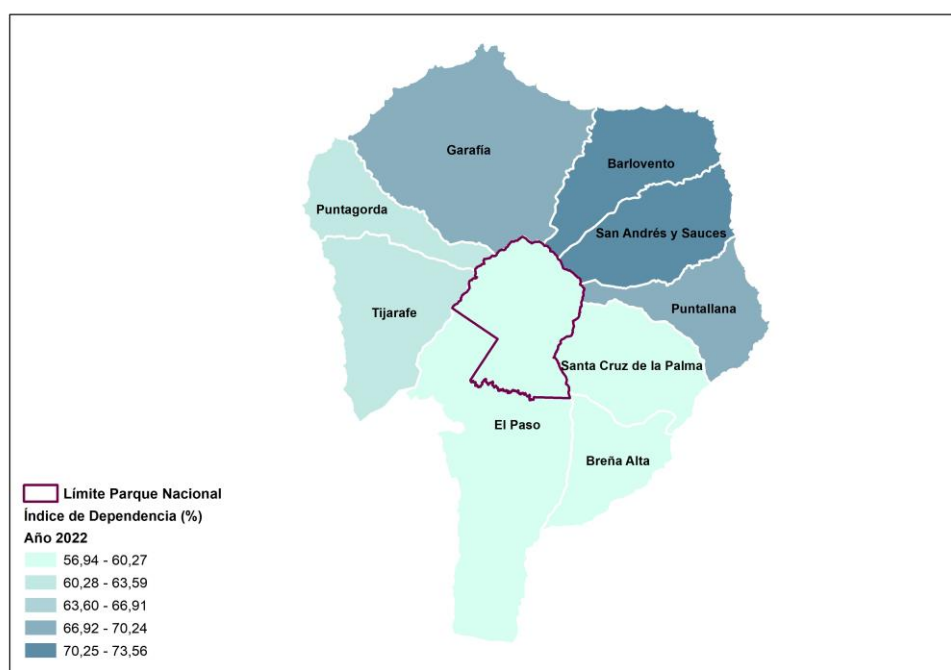 Garafía
Barlovento
Puntagorda
San Andrés y Sauces
Tijarafe
Puntallana
Santa Cruz de la Palma
El Paso
Breña Alta
Límite Parque Nacional
Índice de Dependencia (%)
Año 2022
56,94 - 60,27
60,28 - 63,59
63,60 - 66,91
66,92 - 70,24
70,25 - 73,56